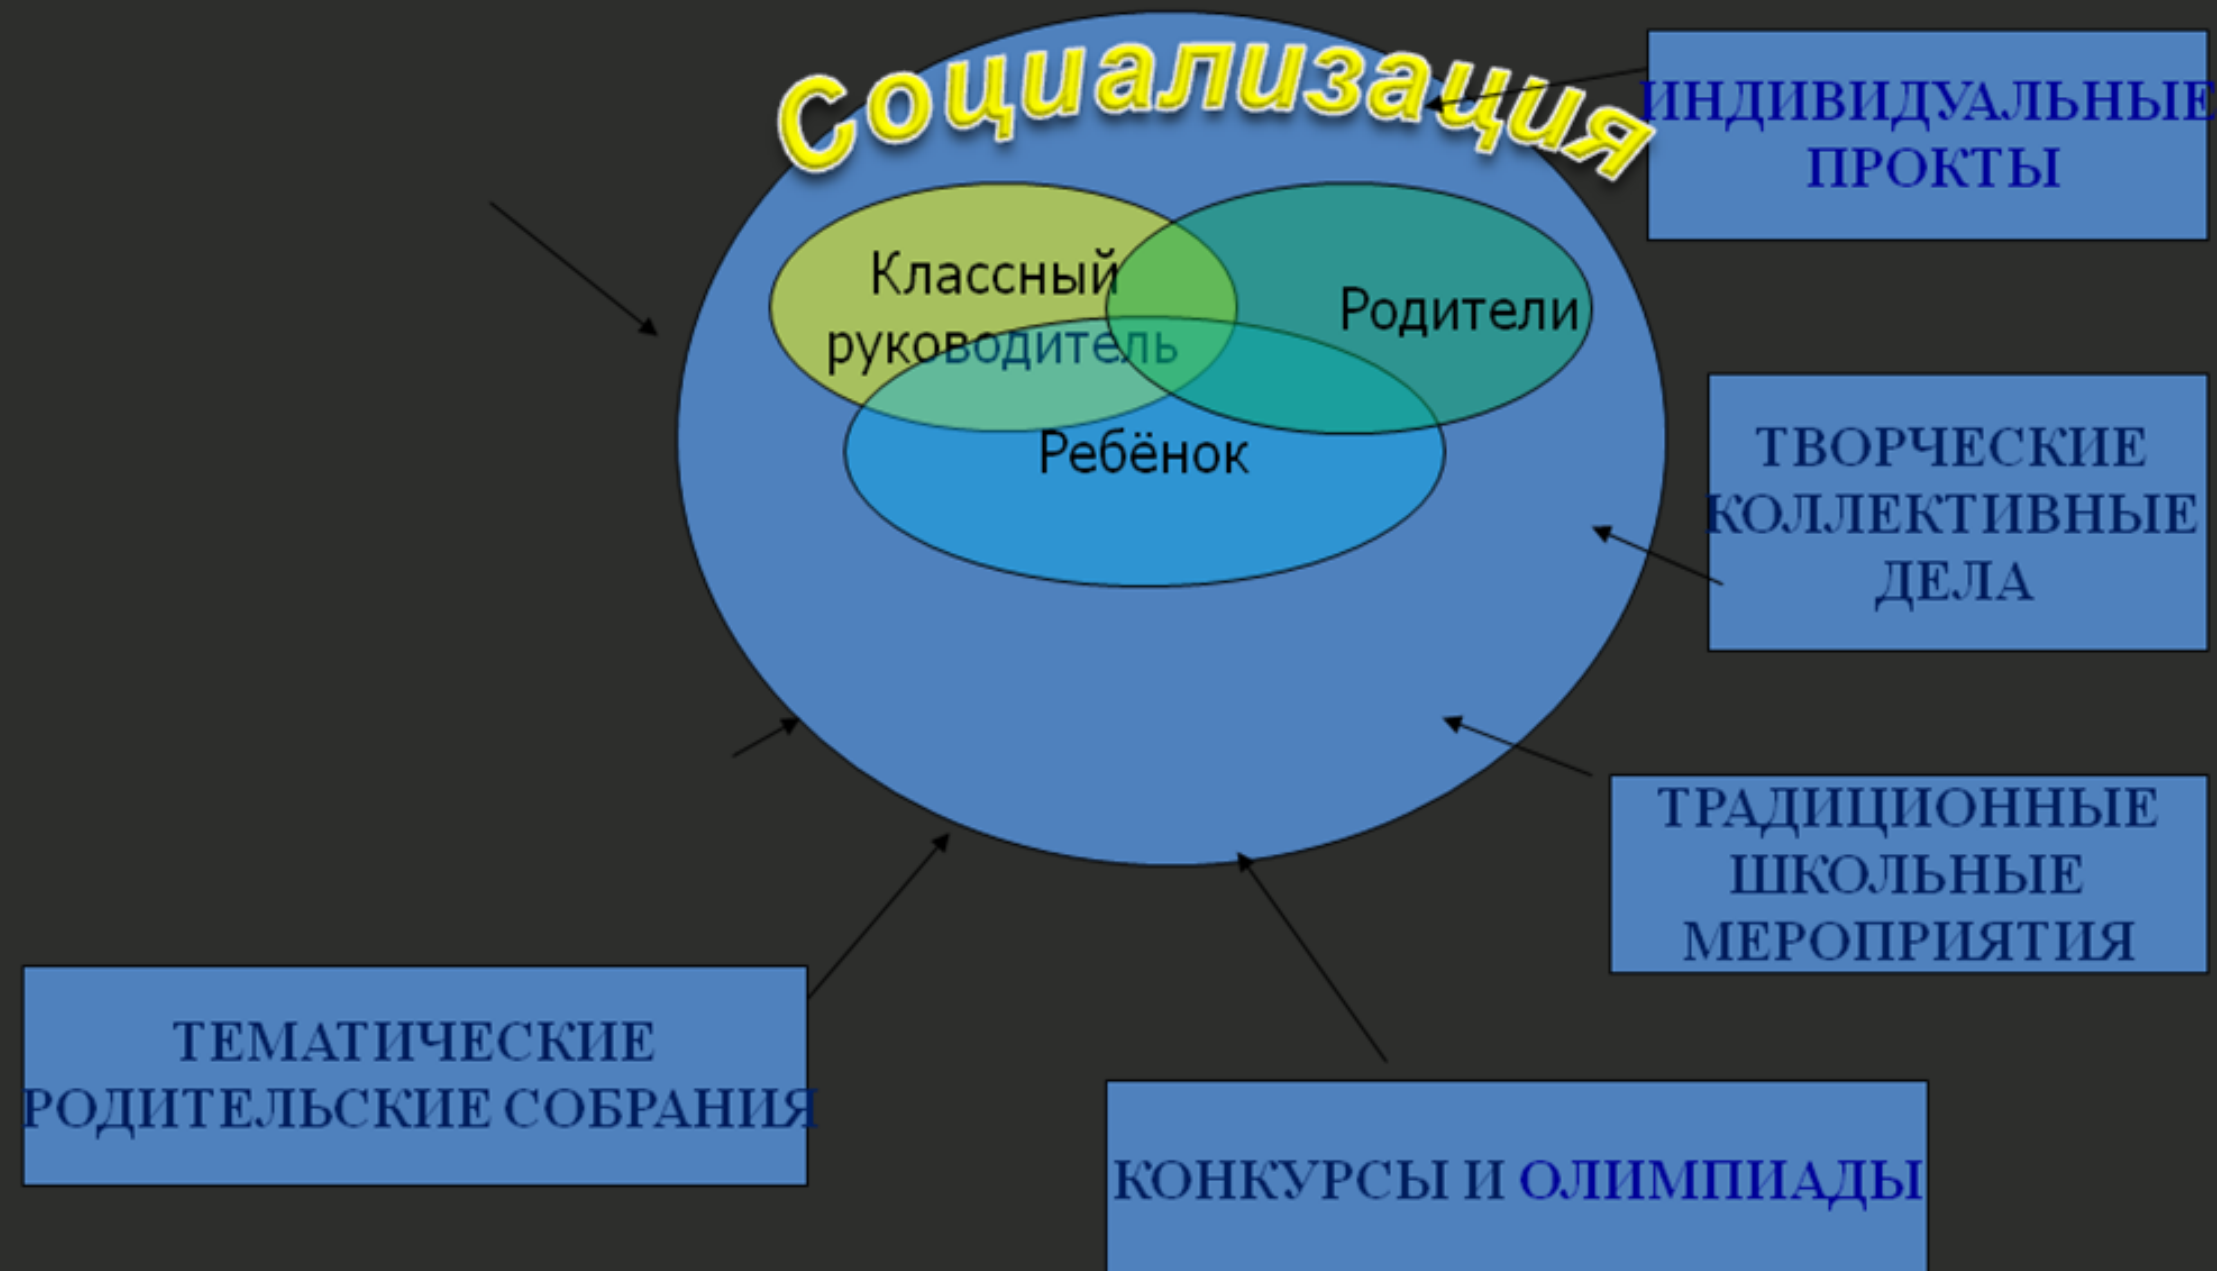 Социализация
ИНДИВИДУАЛЬНЫЕ
ПРОКТЫ
Классный
руководитель
Родители
Ребёнок
ТВОРЧЕСКИЕ
КОЛЛЕКТИВНЫЕ
ДЕЛА
ТРАДИЦИОННЫЕ
ШКОЛЬНЫЕ
МЕРОПРИЯТИЯ
ТЕМАТИЧЕСКИЕ
РОДИТЕЛЬСКИЕ СОБРАНИЯ
КОНКУРСЫ И ОЛИМПИАДЫ